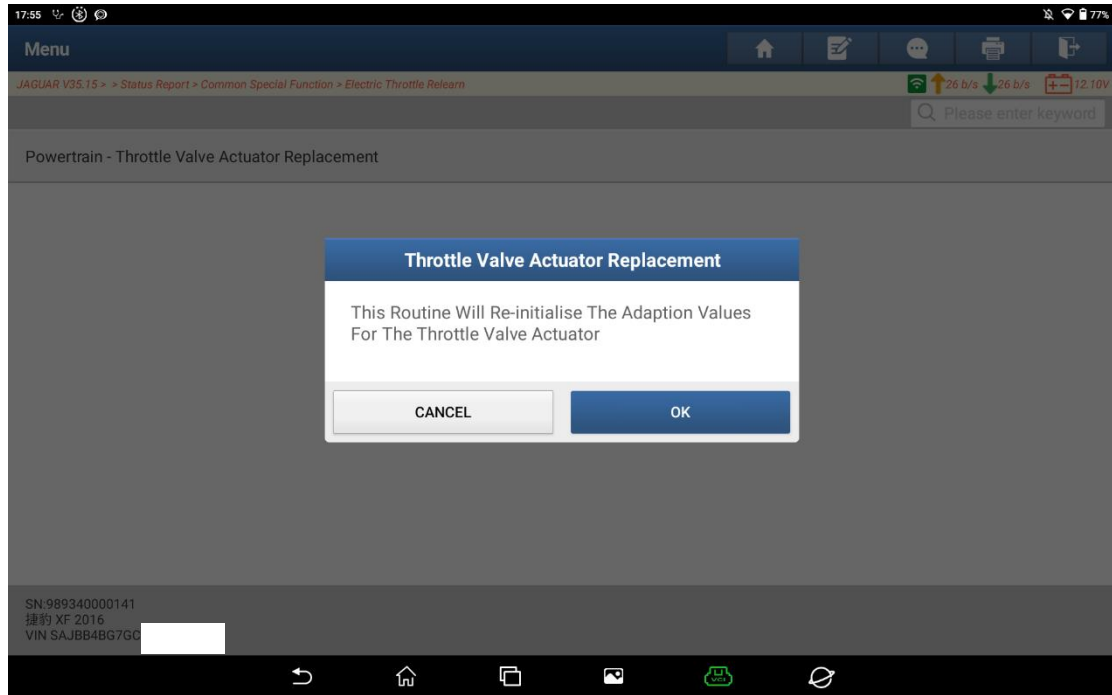 17:55
77%
Menu
JAGUAR V35.15 > > Status Report > Common Special Function > Electric Throttle Relearn
26 b/s 26 b/s 12.10V
Please enter keyword
Powertrain - Throttle Valve Actuator Replacement
Throttle Valve Actuator Replacement
This Routine Will Re-initialise The Adaption Values
For The Throttle Valve Actuator
CANCEL
OK
SN:989340000141
捷豹 XF 2016
VIN SAJBB4BG7GC
VCI